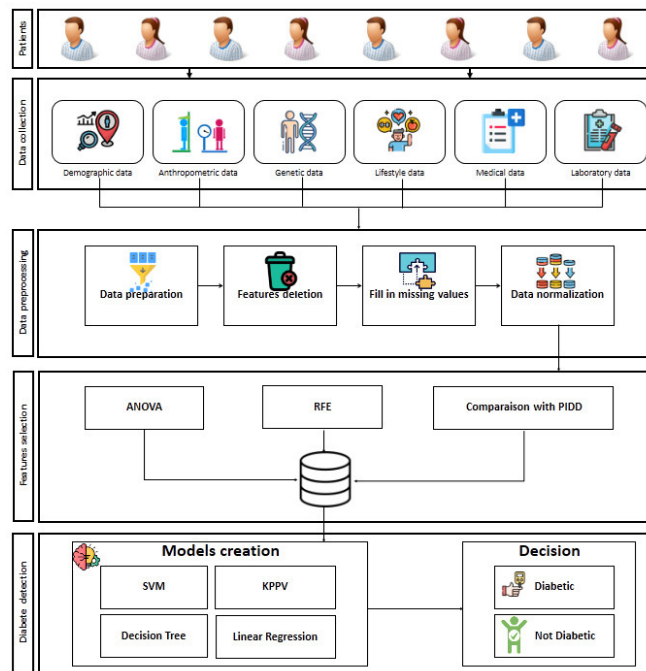 Patients
Data collection
Demographic data
Anthropometric data
Genetic data
Lifestyle data
Medical data
Laboratory data
Data preprocessing
Data preparation
Features deletion
Fill in missing values
Data normalization
Features selection
ANOVA
RFE
Comparaison with PIDD
Diabete detection
Models creation
SVM
KPPV
Decision Tree
Linear Regression
Decision
Diabetic
Not Diabetic